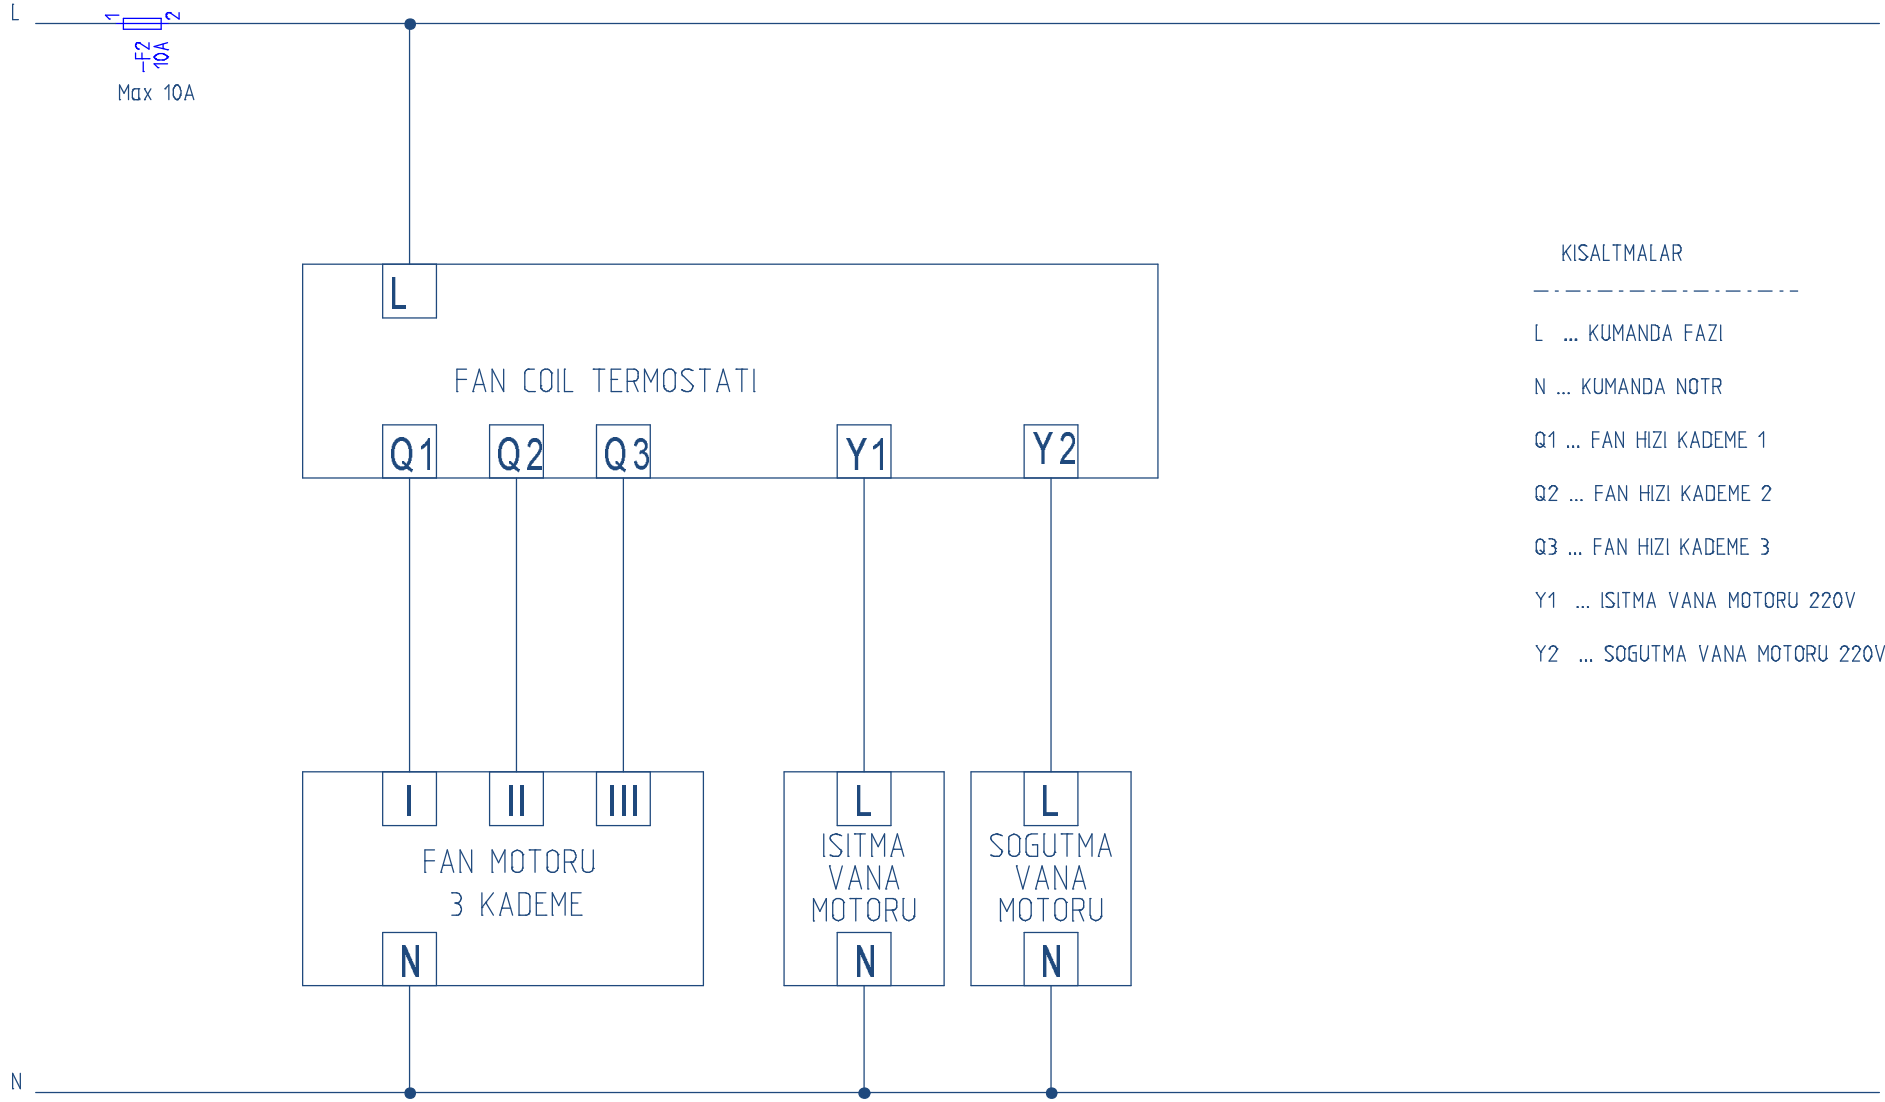 L
1
2
-F2
10A
Max 10A
KISALTMALAR
L ... KUMANDA FAZI
N ... KUMANDA NOTR
Q1 ... FAN HIZI KADEME 1
Q2 ... FAN HIZI KADEME 2
Q3 ... FAN HIZI KADEME 3
Y1 ... ISITMA VANA MOTORU 220V
Y2 ... SOGUTMA VANA MOTORU 220V
L
FAN COIL TERMOSTATI
Q1 Q2 Q3 Y1 Y2
I II III
FAN MOTORU
3 KADEME
N
L
ISITMA
VANA
MOTORU
N
L
SOGUTMA
VANA
MOTORU
N
N